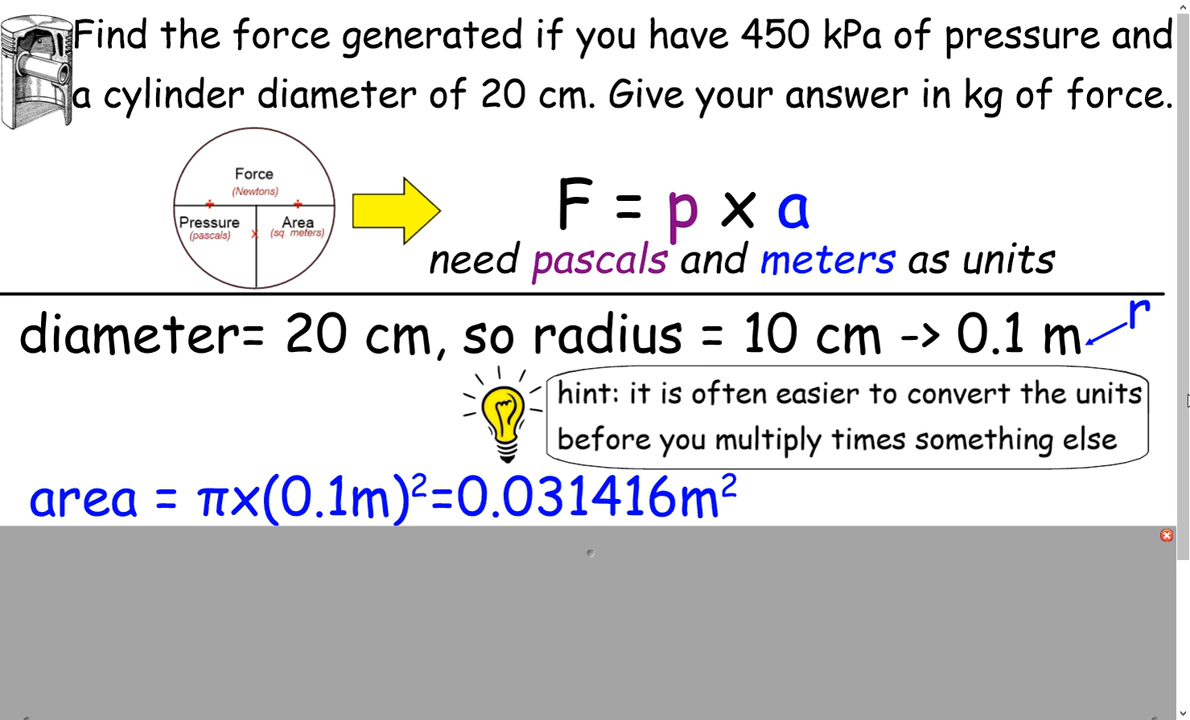 Find the force generated if you have 450 kPa of pressure and
a cylinder diameter of 20 cm. Give your answer in kg of force.
Force
(Newtons)
÷ ÷
Pressure
(pascals)
x
Area
(sq. meters)
F = p x a
need pascals and meters as units
diameter= 20 cm, so radius = 10 cm -> 0.1 m
r
hint: it is often easier to convert the units
before you multiply times something else
area = πx(0.1m)²=0.031416m²